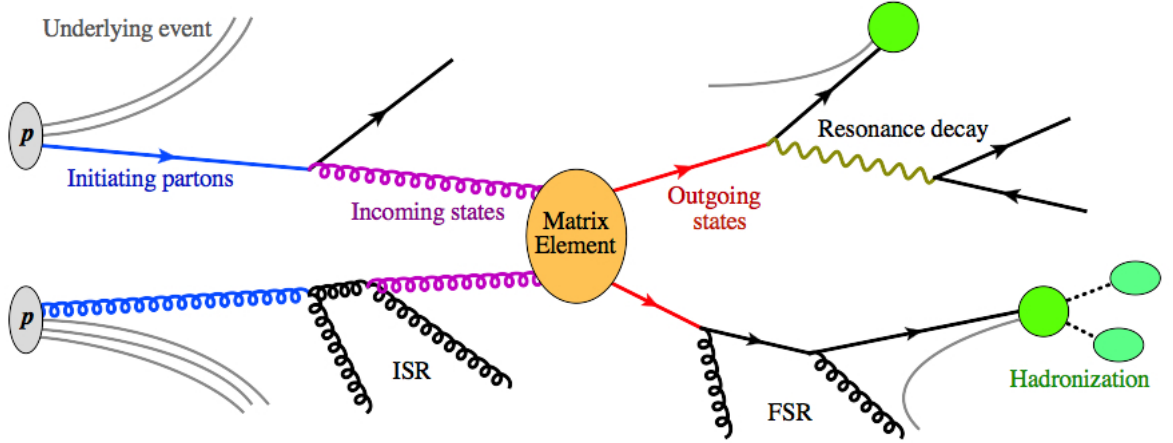 Underlying event
p
Initiating partons
Incoming states
Matrix
Element
Outgoing
states
Resonance decay
p
ISR
FSR
Hadronization